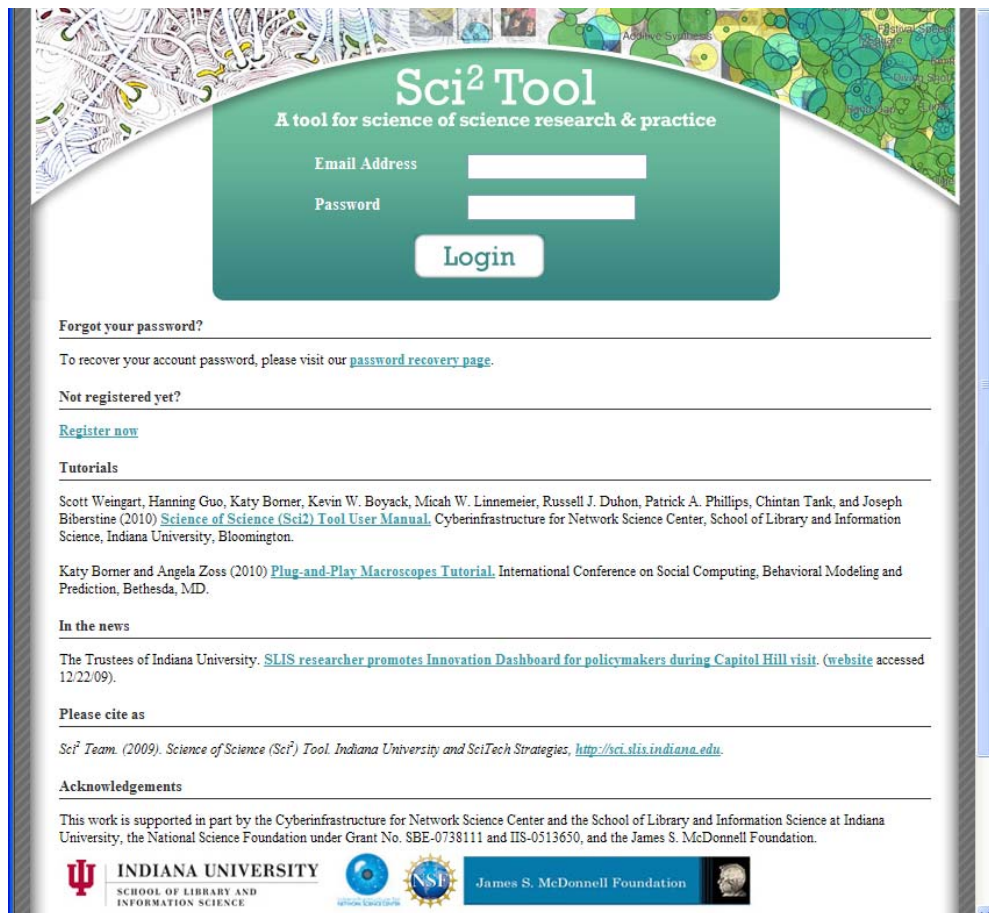 Additive Synthesis
Sci² Tool
A tool for science of science research & practice
Email Address
Password
Login
Forgot your password?
To recover your account password, please visit our password recovery page.
Not registered yet?
Register now
Tutorials
Scott Weingart, Hanning Guo, Katy Borner, Kevin W. Boyack, Micah W. Linnemeier, Russell J. Duhon, Patrick A. Phillips, Chintan Tank, and Joseph
Biberstine (2010) Science of Science (Sci2) Tool User Manual. Cyberinfrastructure for Network Science Center, School of Library and Information
Science, Indiana University, Bloomington.
Katy Borner and Angela Zoss (2010) Plug-and-Play Macroscopes Tutorial. International Conference on Social Computing, Behavioral Modeling and
Prediction, Bethesda, MD.
In the news
The Trustees of Indiana University. SLIS researcher promotes Innovation Dashboard for policymakers during Capitol Hill visit. (website accessed
12/22/09).
Please cite as
Sci² Team. (2009). Science of Science (Sci²) Tool. Indiana University and SciTech Strategies, http://sci.slis.indiana.edu.
Acknowledgements
This work is supported in part by the Cyberinfrastructure for Network Science Center and the School of Library and Information Science at Indiana
University, the National Science Foundation under Grant No. SBE-0738111 and IIS-0513650, and the James S. McDonnell Foundation.
INDIANA UNIVERSITY
SCHOOL OF LIBRARY AND
INFORMATION SCIENCE
NSF
James S. McDonnell Foundation